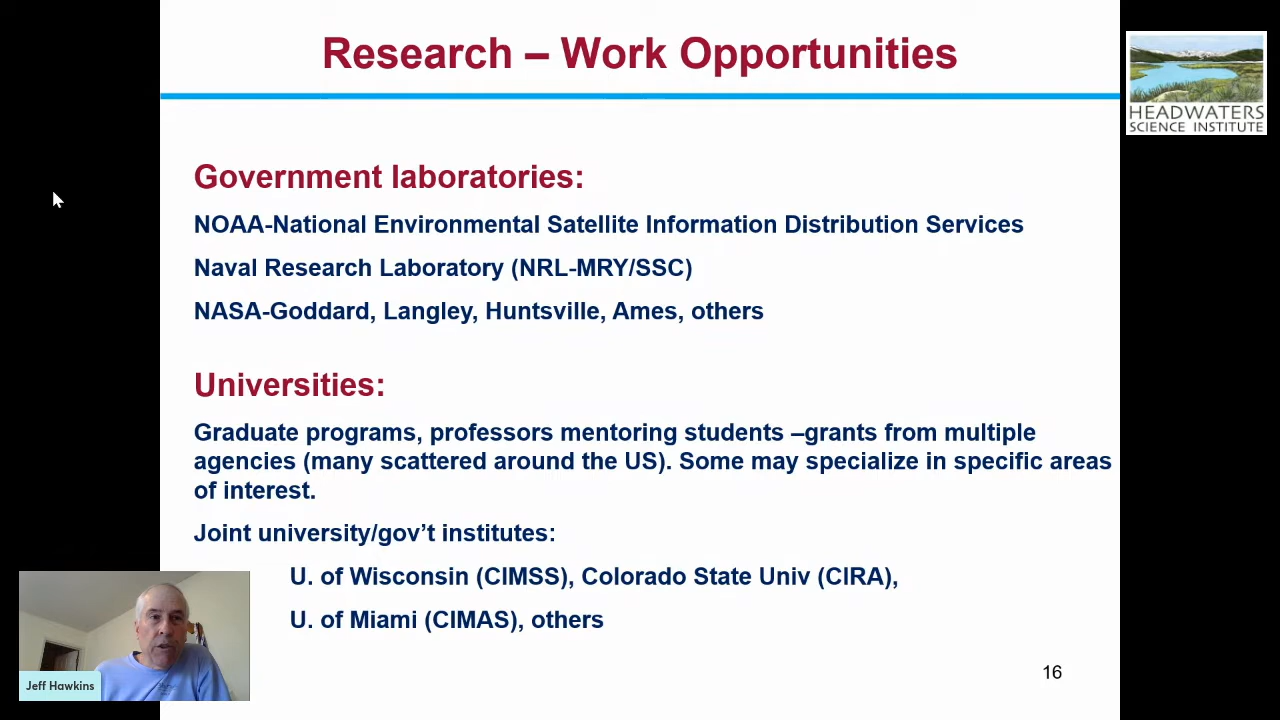 Research – Work Opportunities
HEADWATERS
SCIENCE INSTITUTE
Government laboratories:
NOAA-National Environmental Satellite Information Distribution Services
Naval Research Laboratory (NRL-MRY/SSC)
NASA-Goddard, Langley, Huntsville, Ames, others
Universities:
Graduate programs, professors mentoring students –grants from multiple
agencies (many scattered around the US). Some may specialize in specific areas
of interest.
Joint university/gov’t institutes:
U. of Wisconsin (CIMSS), Colorado State Univ (CIRA),
U. of Miami (CIMAS), others
16
Jeff Hawkins